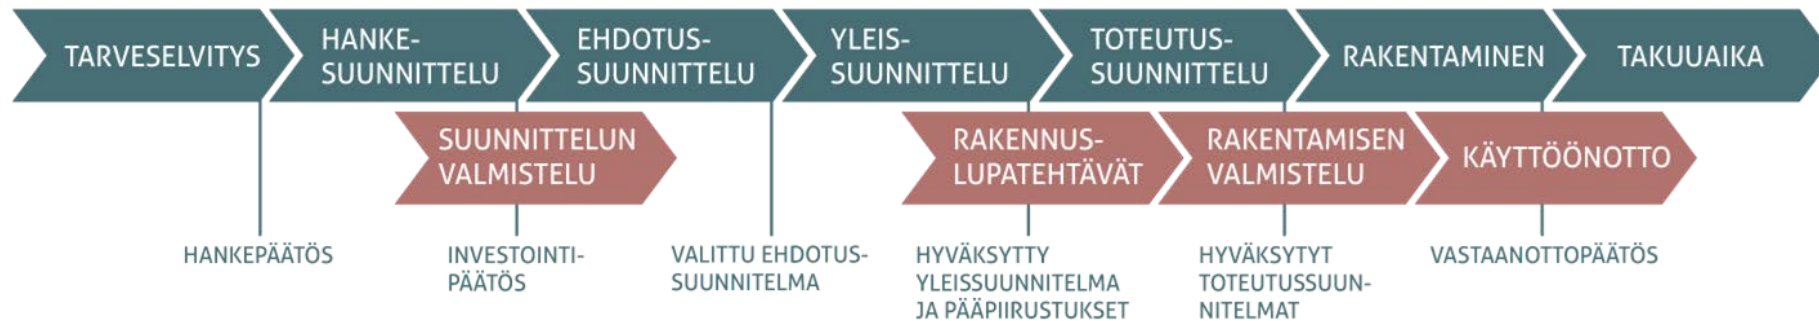 TARVESELVITYS
HANKE-
SUUNNITTELU
EHDOTUS-
SUUNNITTELU
YLEIS-
SUUNNITTELU
TOTEUTUS-
SUUNNITTELU
RAKENTAMINEN
TAKUUAIKA
SUUNNITTELUN
VALMISTELU
RAKENNUS-
LUPATEHTÄVÄT
RAKENTAMISEN
VALMISTELU
KÄYTTÖÖNOTTO
HANKEPÄÄTÖS
INVESTOINTI-
PÄÄTÖS
VALITTU EHDOTUS-
SUUNNITELMA
HYVÄKSYTTY
YLEISSUUNNITELMA
JA PÄÄPIIRUSTUKSET
HYVÄKSYTYT
TOTEUTUSSUUN-
NITELMAT
VASTAANOTTOPÄÄTÖS